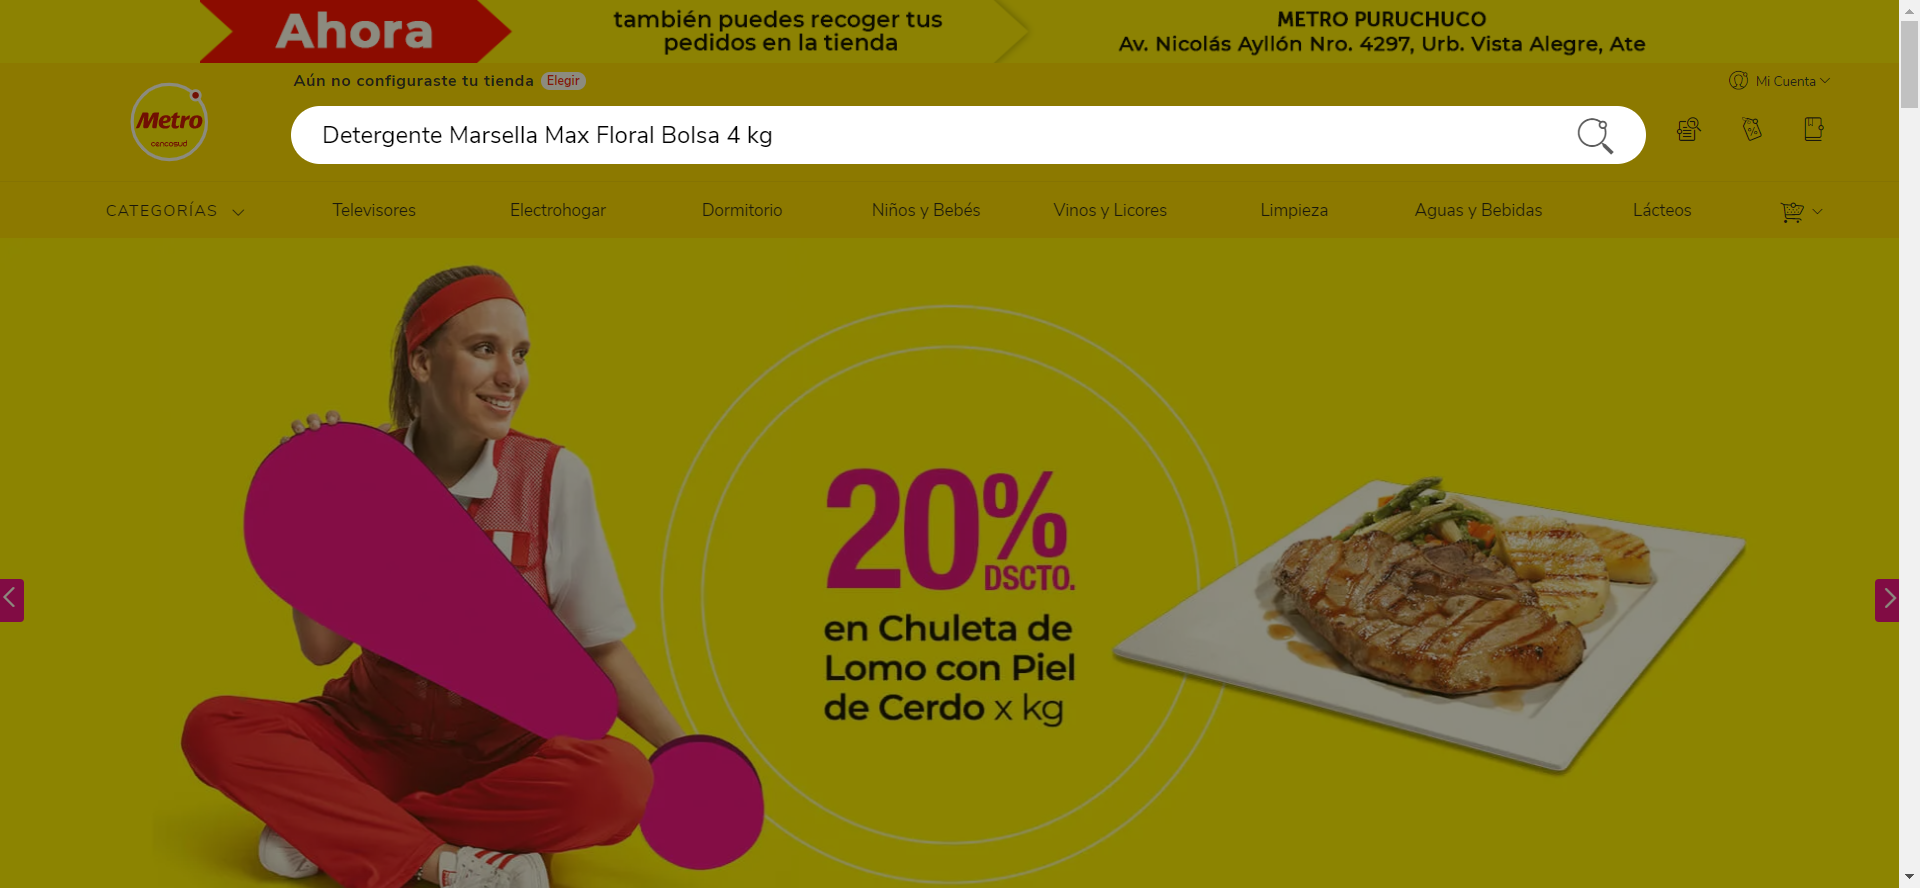 Ahora
también puedes recoger tus
pedidos en la tienda
METRO PURUCHUCO
Av. Nicolás Ayllón Nro. 4297, Urb. Vista Alegre, Ate
Aún no configuraste tu tienda Elegir
Mi Cuenta
Metro
cencosud
Detergente Marsella Max Floral Bolsa 4 kg
CATEGORÍAS
Televisores
Electrohogar
Dormitorio
Niños y Bebés
Vinos y Licores
Limpieza
Aguas y Bebidas
Lácteos
20%
DSCTO.
en Chuleta de
Lomo con Piel
de Cerdo x kg